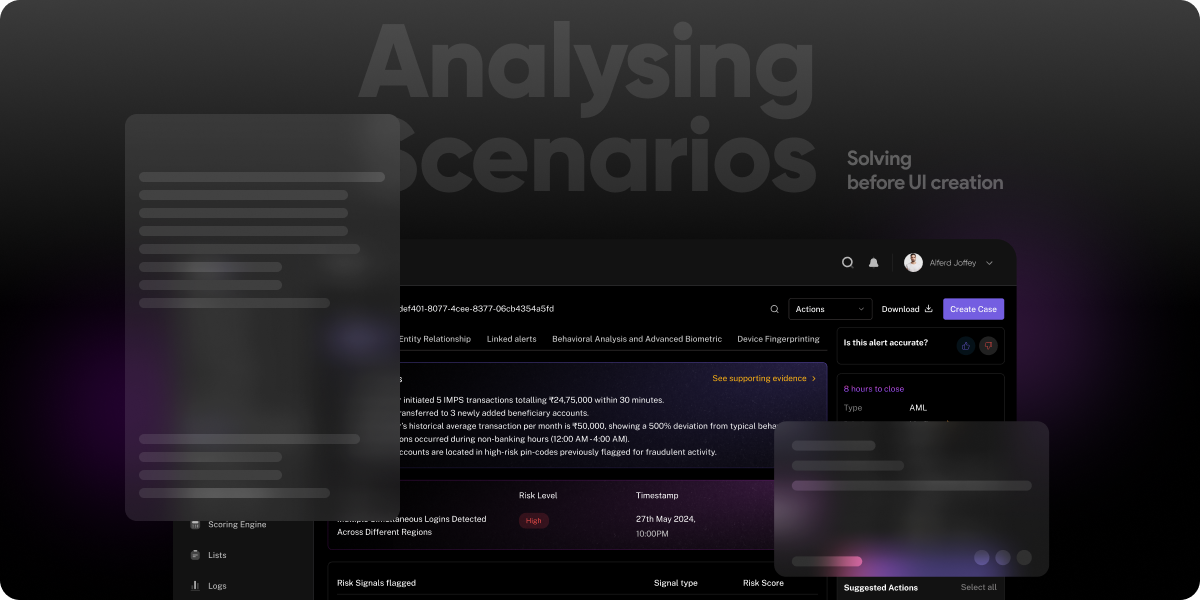 Analysing
Scenarios
Solving
before UI creation
Alferd Joffey
def401-8077-4cee-8377-06cb4354a5fd
Actions
Download
Create Case
Entity Relationship
Linked alerts
Behavioral Analysis and Advanced Biometric
Device Fingerprinting
Is this alert accurate?
See supporting evidence
initiated 5 IMPS transactions totalling ₹24,75,000 within 30 minutes.
transferred to 3 newly added beneficiary accounts.
's historical average transaction per month is ₹50,000, showing a 500% deviation from typical beha
occurred during non-banking hours (12:00 AM - 4:00 AM).
accounts are located in high-risk pin-codes previously flagged for fraudulent activity.
8 hours to close
Type
AML
Risk Level
Timestamp
Multiple Simultaneous Logins Detected
Across Different Regions
High
27th May 2024,
10:00PM
Scoring Engine
Lists
Logs
Risk Signals flagged
Signal type
Risk Score
Suggested Actions
Select all